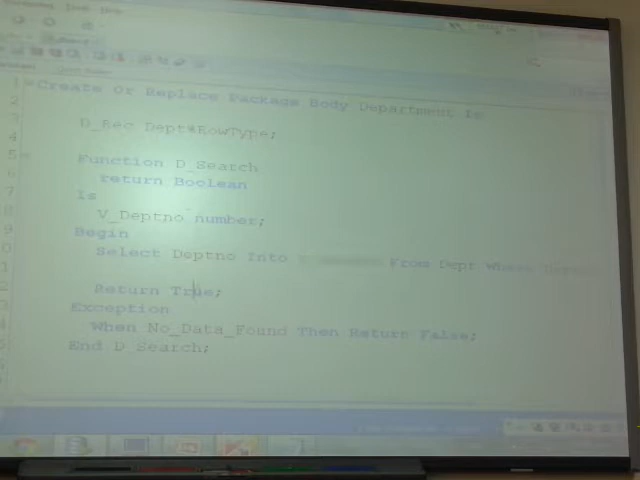 Create Or Replace Package Body Department Is
D_Rec Dept%RowType;
Function D_Search
return Boolean
Is
V_Deptno number;
Begin
Select Deptno Into From Dept Where
Return True;
Exception
When No_Data_Found Then Return False;
End D_Search;